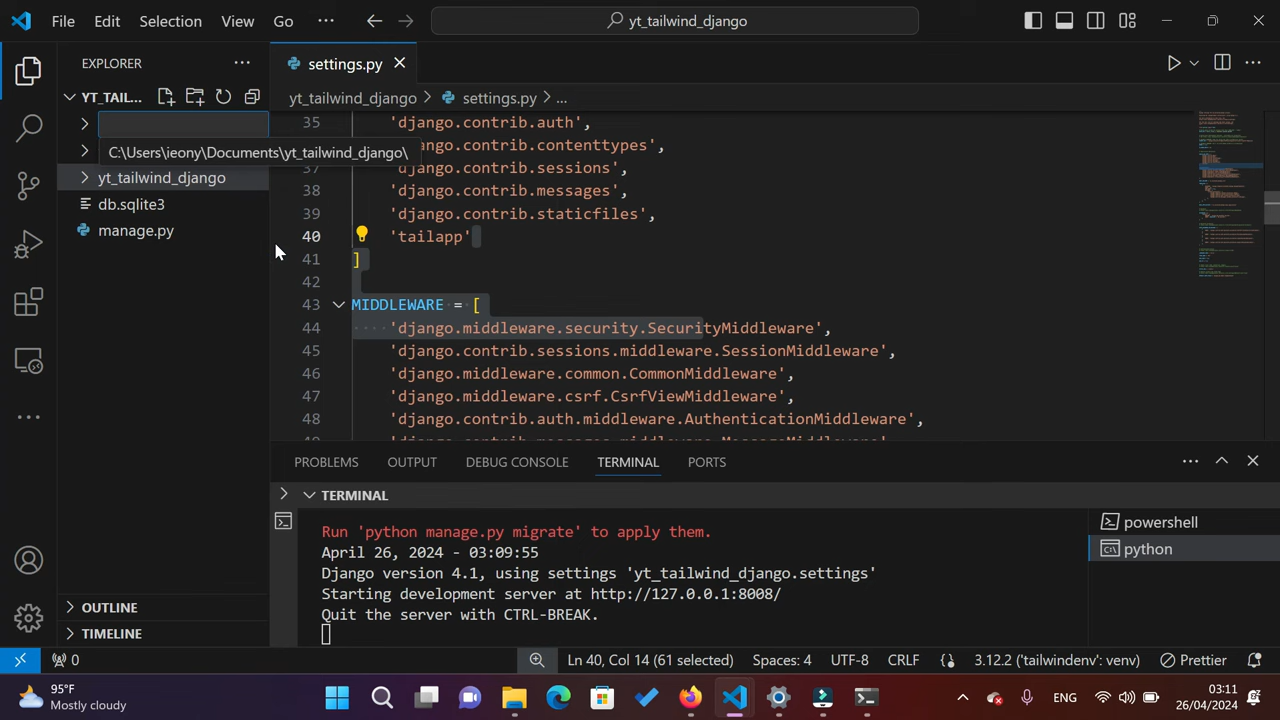 File Edit Selection View Go ... yt_tailwind_django
EXPLORER
settings.py
YT_TAIL...
yt_tailwind_django > settings.py > ...
C:\Users\ieony\Documents\yt_tailwind_django\
yt_tailwind_django
db.sqlite3
manage.py
35 'django.contrib.auth',
contrib.contenttypes',
37 'django.contrib.sessions',
38 'django.contrib.messages',
39 'django.contrib.staticfiles',
40 'tailapp'
41 ]
42
43 MIDDLEWARE = [
44 'django.middleware.security.SecurityMiddleware',
45 'django.contrib.sessions.middleware.SessionMiddleware',
46 'django.middleware.common.CommonMiddleware',
47 'django.middleware.csrf.CsrfViewMiddleware',
48 'django.contrib.auth.middleware.AuthenticationMiddleware',
PROBLEMS OUTPUT DEBUG CONSOLE TERMINAL PORTS
TERMINAL
Run 'python manage.py migrate' to apply them.
April 26, 2024 - 03:09:55
Django version 4.1, using settings 'yt_tailwind_django.settings'
Starting development server at http://127.0.0.1:8008/
Quit the server with CTRL-BREAK.
powershell
python
OUTLINE
TIMELINE
0 Ln 40, Col 14 (61 selected) Spaces: 4 UTF-8 CRLF 3.12.2 ('tailwindenv': venv) Prettier
95°F
Mostly cloudy
ENG
03:11
26/04/2024